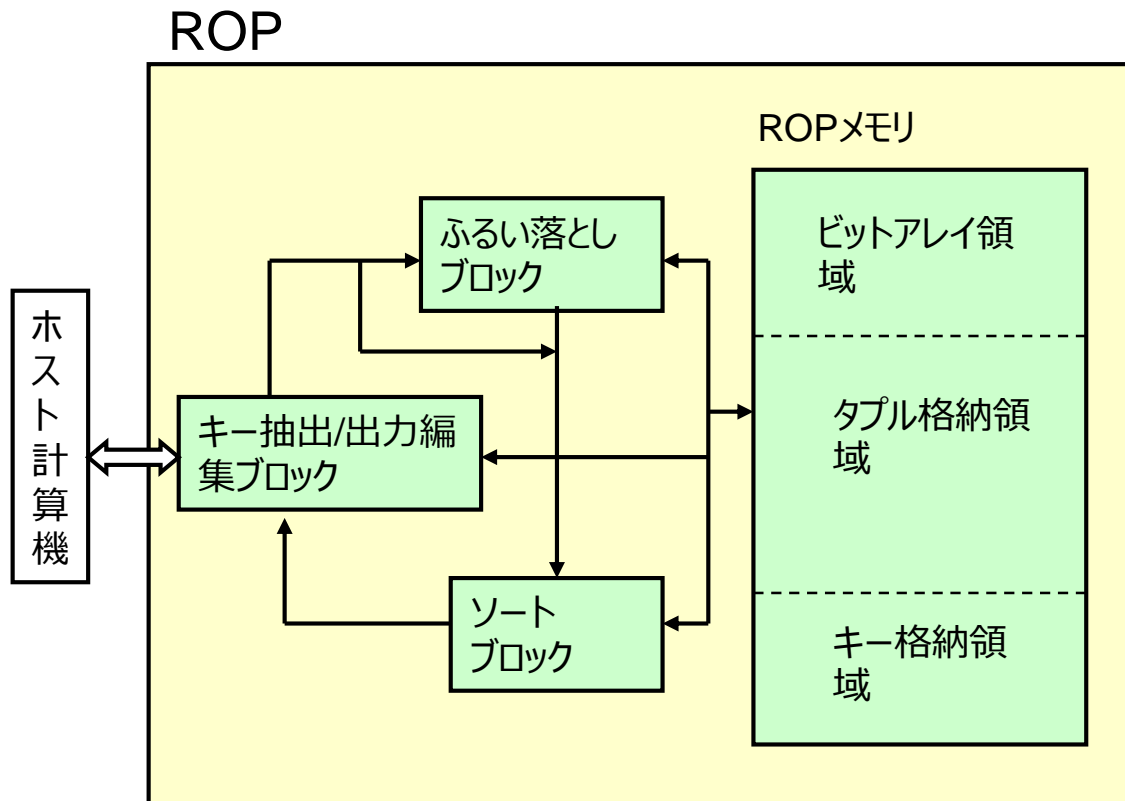 ROP
ROPメモリ
ふるい落とし
ブロック
ビットアレイ領
域
ホスト計算機
キー抽出/出力編
集ブロック
タプル格納領
域
ソート
ブロック
キー格納領
域